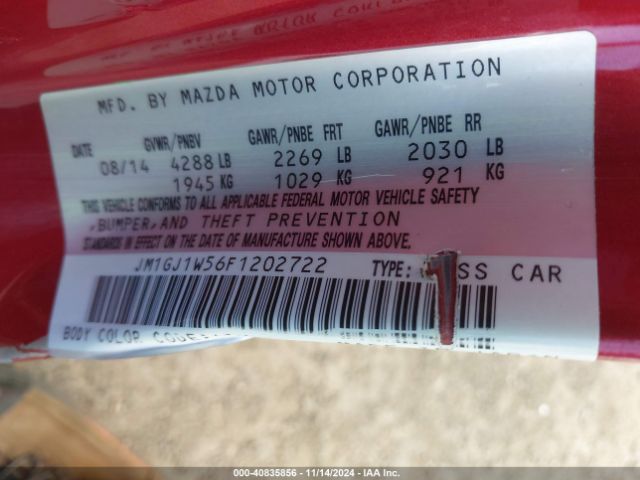 MFD. BY MAZDA MOTOR CORPORATION
DATE GVWR/PNBV GAWR/PNBE FRT GAWR/PNBE RR
08/14 4288 LB 2269 LB 2030 LB
1945 KG 1029 KG 921 KG
THIS VEHICLE CONFORMS TO ALL APPLICABLE FEDERAL MOTOR VEHICLE SAFETY
,BUMPER,AND THEFT PREVENTION
STANDARDS IN EFFECT ON THE DATE OF MANUFACTURE SHOWN ABOVE.
JM1GJ1W56F1202722 TYPE: SS CAR
BODY COLOR
000-40835856 - 11/14/2024 - IAA Inc.